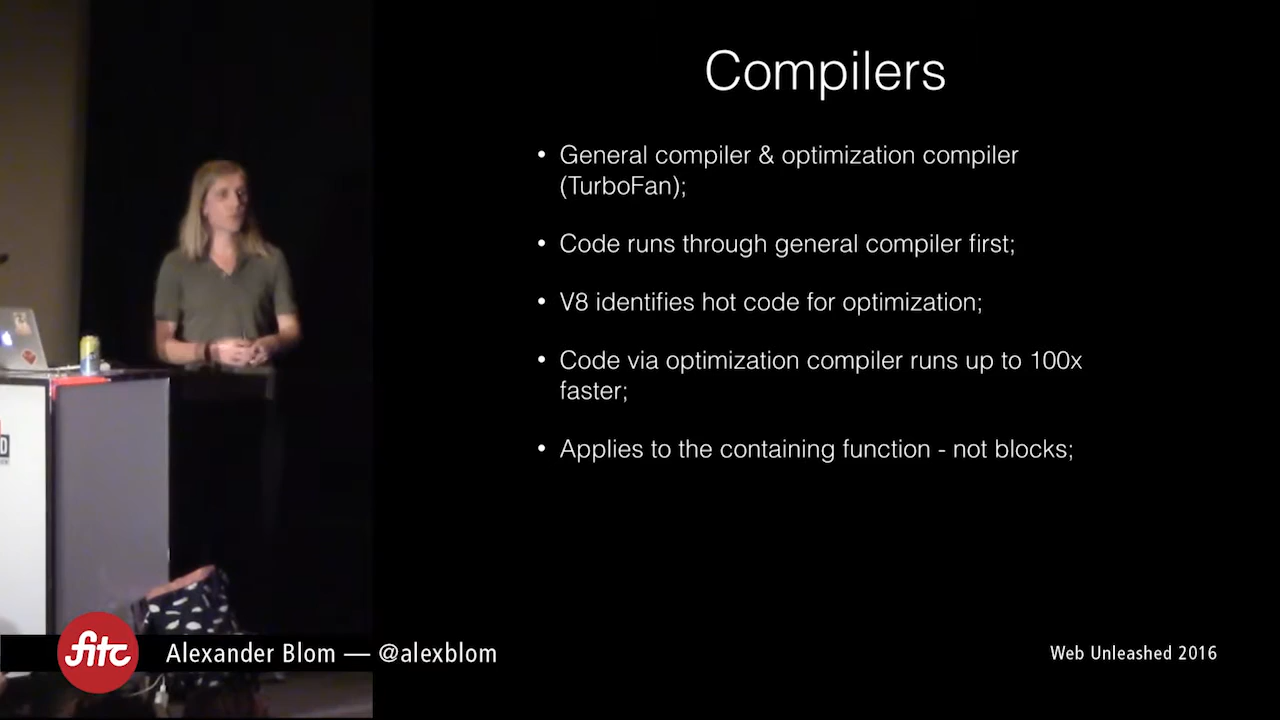 Compilers
• General compiler & optimization compiler
(TurboFan);
• Code runs through general compiler first;
• V8 identifies hot code for optimization;
• Code via optimization compiler runs up to 100x
faster;
• Applies to the containing function - not blocks;
fitc
Alexander Blom — @alexblom
Web Unleashed 2016